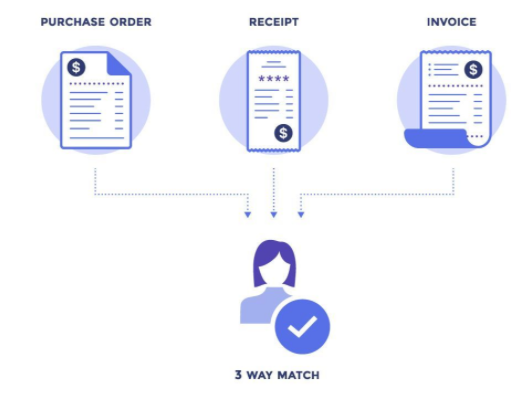 PURCHASE ORDER
RECEIPT
INVOICE
$
****
$
$
3 WAY MATCH